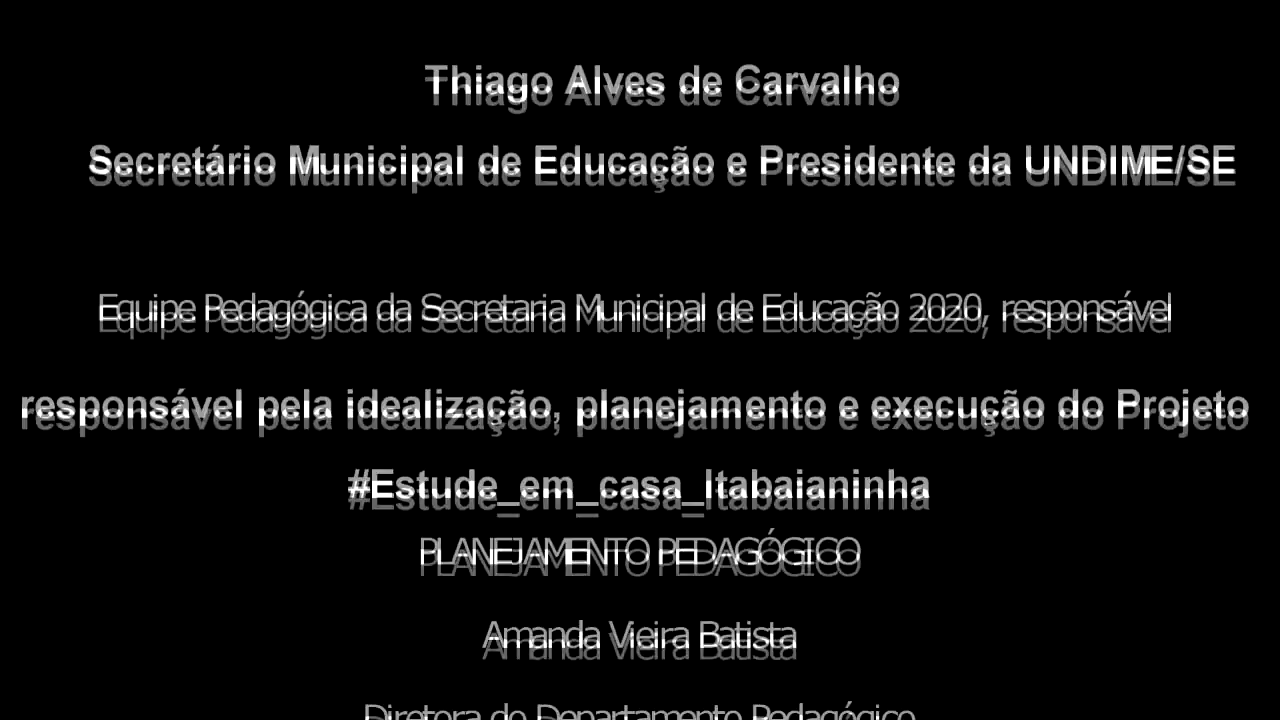 Thiago Alves de Carvalho
Secretário Municipal de Educação e Presidente da UNDIME/SE
Equipe Pedagógica da Secretaria Municipal de Educação 2020, responsável
responsável pela idealização, planejamento e execução do Projeto
#Estude_em_casa_Itabaianinha
PLANEJAMENTO PEDAGÓGICO
Amanda Vieira Batista
Diretora do Departamento Pedagógico